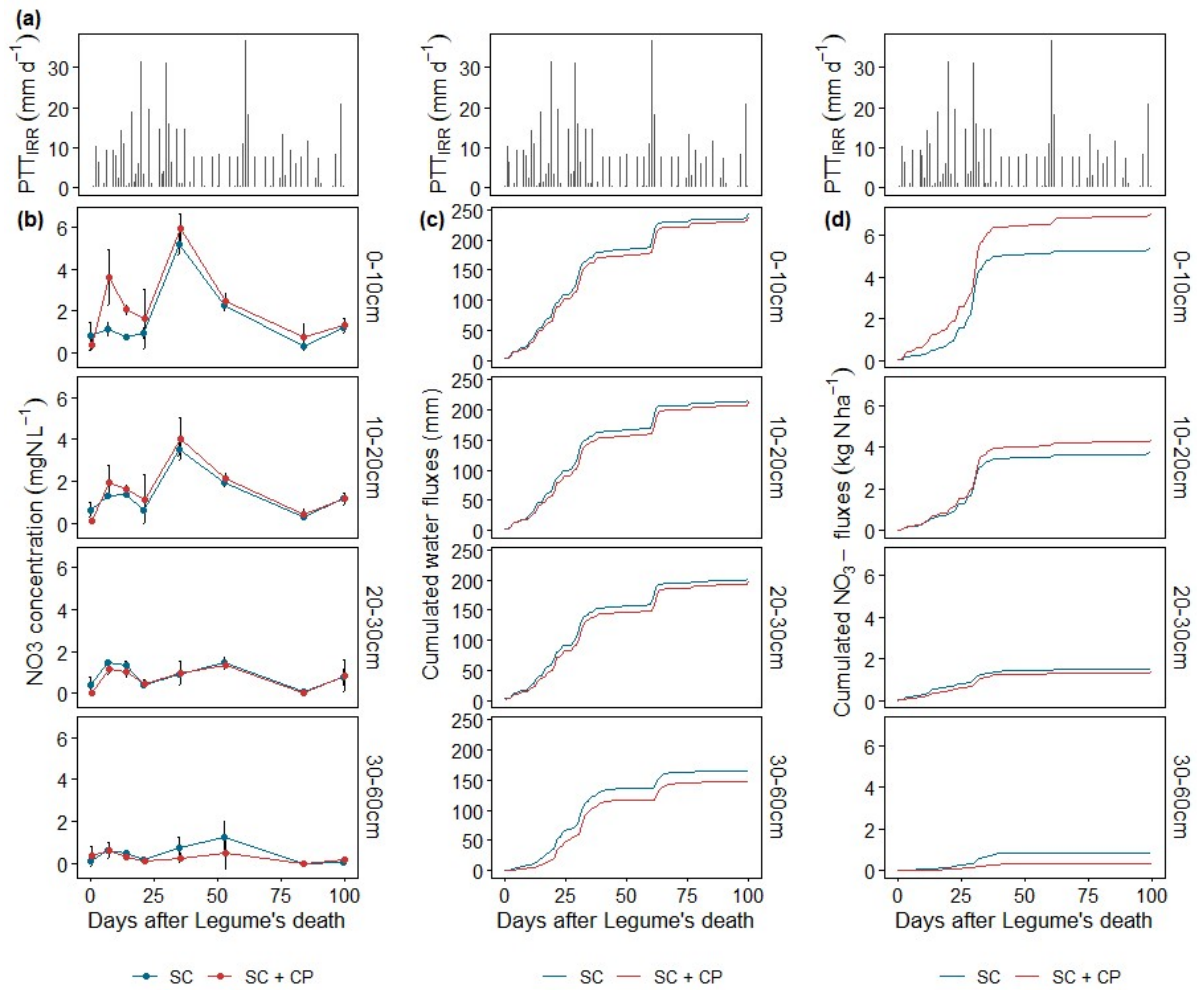 (a)
PTT_IRR (mm d⁻¹)
30
20
10
0
PTT_IRR (mm d⁻¹)
30
20
10
0
PTT_IRR (mm d⁻¹)
30
20
10
0
(b)
NO3 concentration (mgN L⁻¹)
6
4
2
0
0-10cm
6
4
2
0
10-20cm
6
4
2
0
20-30cm
6
4
2
0
30-60cm
0 25 50 75 100
Days after Legume's death
SC SC + CP
(c)
Cumulated water fluxes (mm)
250
200
150
100
50
0
0-10cm
250
200
150
100
50
0
10-20cm
250
200
150
100
50
0
20-30cm
250
200
150
100
50
0
30-60cm
0 25 50 75 100
Days after Legume's death
SC SC + CP
(d)
Cumulated NO₃− fluxes (kg N ha⁻¹)
6
4
2
0
0-10cm
6
4
2
0
10-20cm
6
4
2
0
20-30cm
6
4
2
0
30-60cm
0 25 50 75 100
Days after Legume's death
SC SC + CP